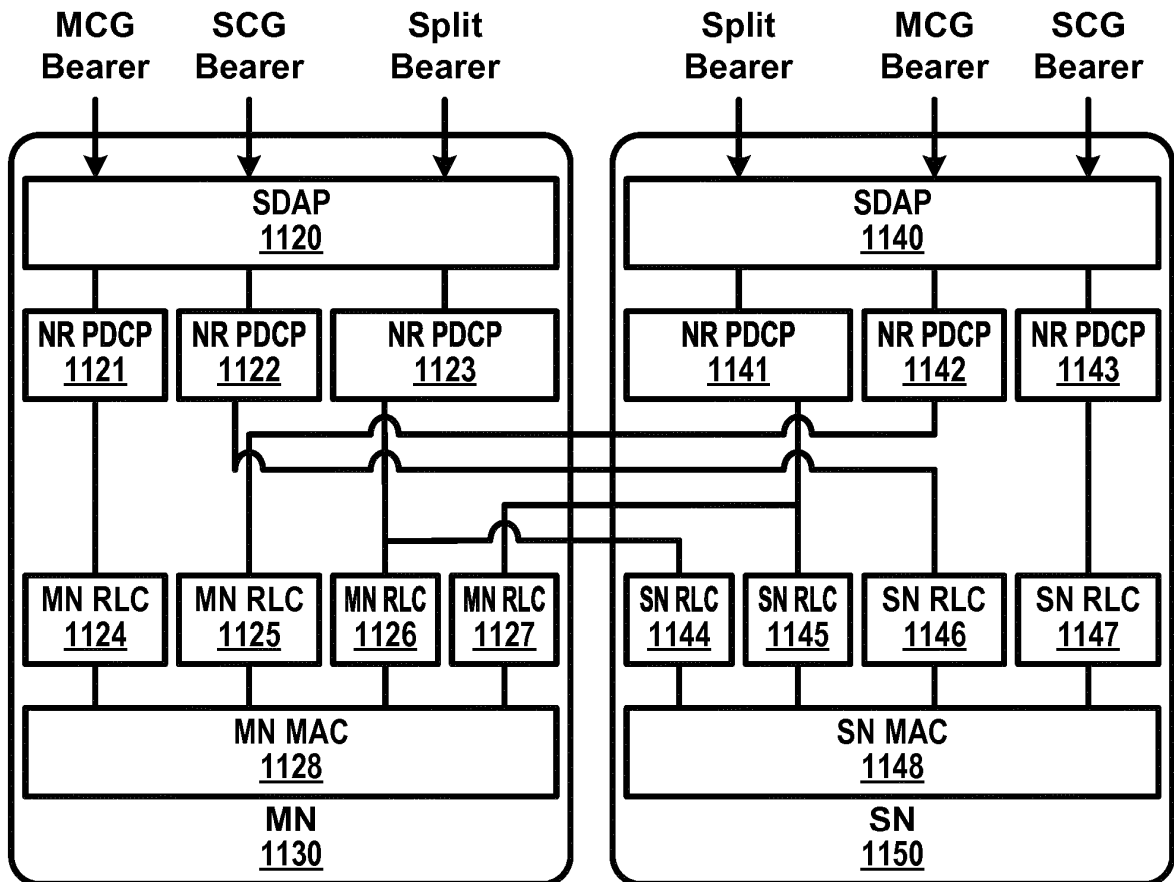 MCG
Bearer
SCG
Bearer
Split
Bearer
Split
Bearer
MCG
Bearer
SCG
Bearer
SDAP
1120
SDAP
1140
NR PDCP
1121
NR PDCP
1122
NR PDCP
1123
NR PDCP
1141
NR PDCP
1142
NR PDCP
1143
MN RLC
1124
MN RLC
1125
MN RLC
1126
MN RLC
1127
SN RLC
1144
SN RLC
1145
SN RLC
1146
SN RLC
1147
MN MAC
1128
SN MAC
1148
MN
1130
SN
1150